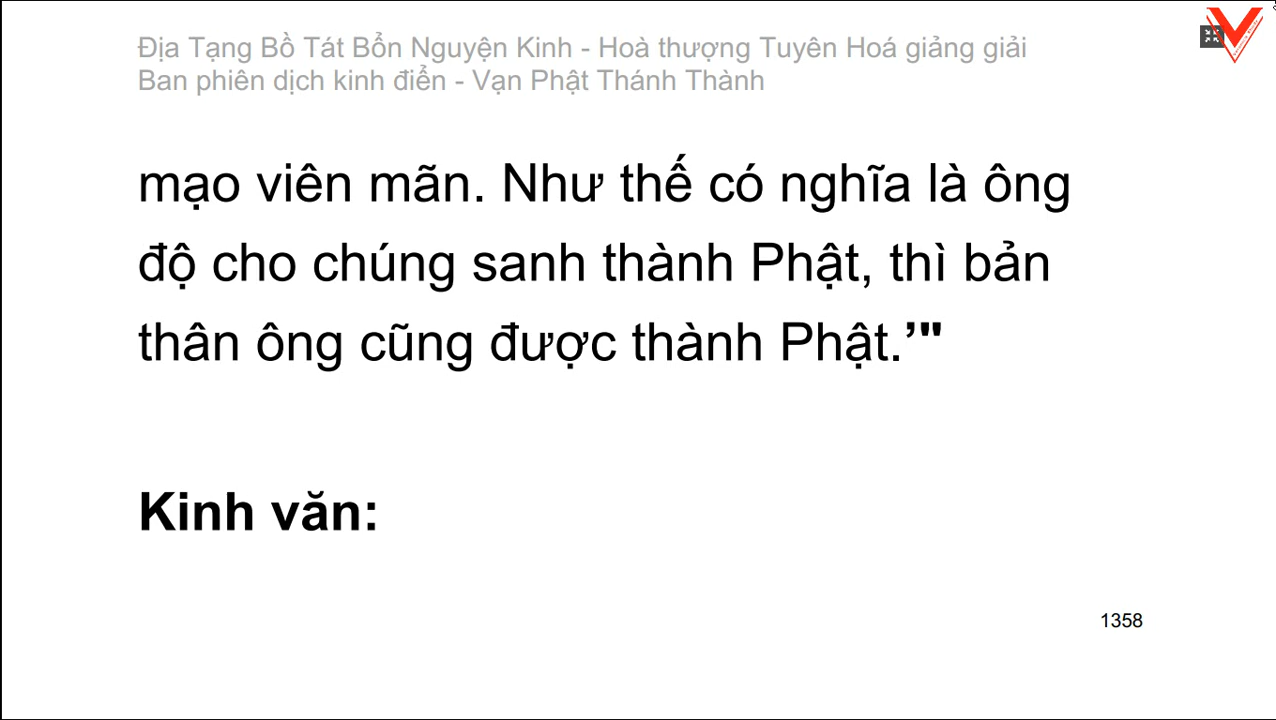 Địa Tạng Bồ Tát Bổn Nguyện Kinh - Hoà thượng Tuyên Hoá giảng giải
Ban phiên dịch kinh điển - Vạn Phật Thánh Thành
mạo viên mãn. Như thế có nghĩa là ông
độ cho chúng sanh thành Phật, thì bản
thân ông cũng được thành Phật.’"
Kinh văn:
1358